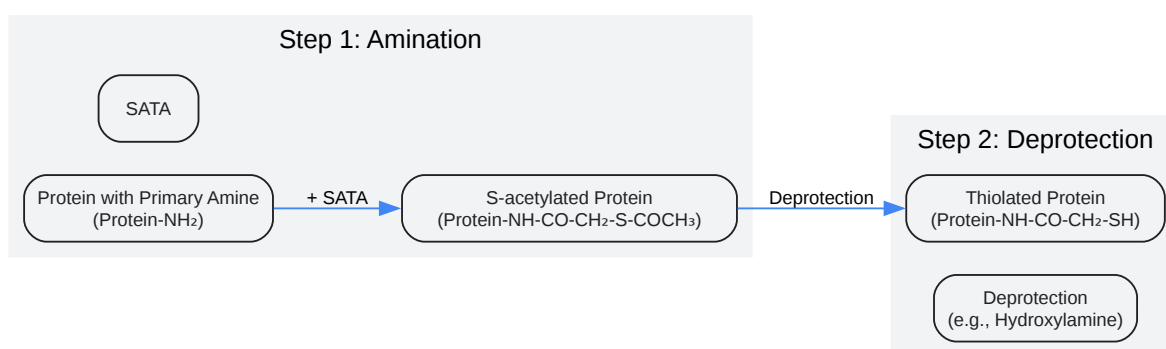 Step 1: Amination
SATA
Protein with Primary Amine
(Protein-NH₂)
+ SATA
S-acetylated Protein
(Protein-NH-CO-CH₂-S-COCH₃)
Deprotection
Step 2: Deprotection
Thiolated Protein
(Protein-NH-CO-CH₂-SH)
Deprotection
(e.g., Hydroxylamine)